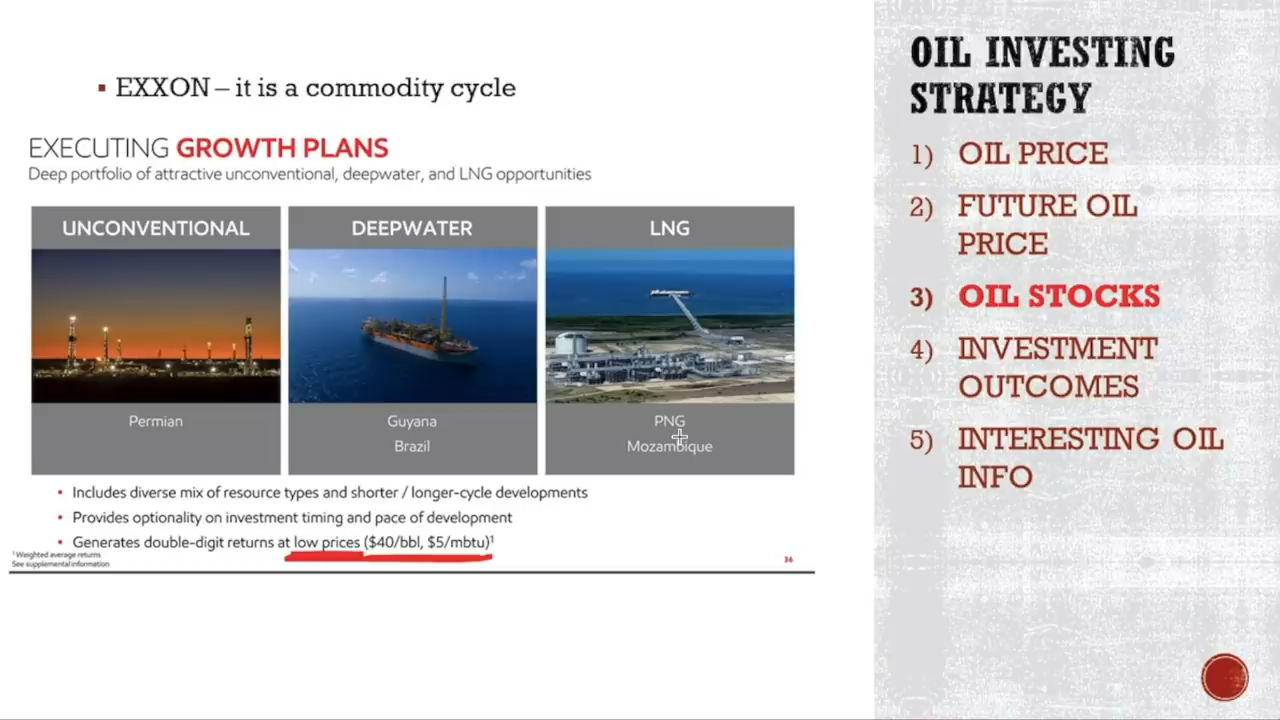 ▪ EXXON – it is a commodity cycle
EXECUTING GROWTH PLANS
Deep portfolio of attractive unconventional, deepwater, and LNG opportunities
UNCONVENTIONAL
Permian
DEEPWATER
Guyana
Brazil
LNG
PNG
Mozambique
• Includes diverse mix of resource types and shorter / longer-cycle developments
• Provides optionality on investment timing and pace of development
• Generates double-digit returns at low prices ($40/bbl, $5/mbtu)¹
¹ Weighted average returns
See supplemental information
36
OIL INVESTING
STRATEGY
1) OIL PRICE
2) FUTURE OIL
PRICE
3) OIL STOCKS
4) INVESTMENT
OUTCOMES
5) INTERESTING OIL
INFO